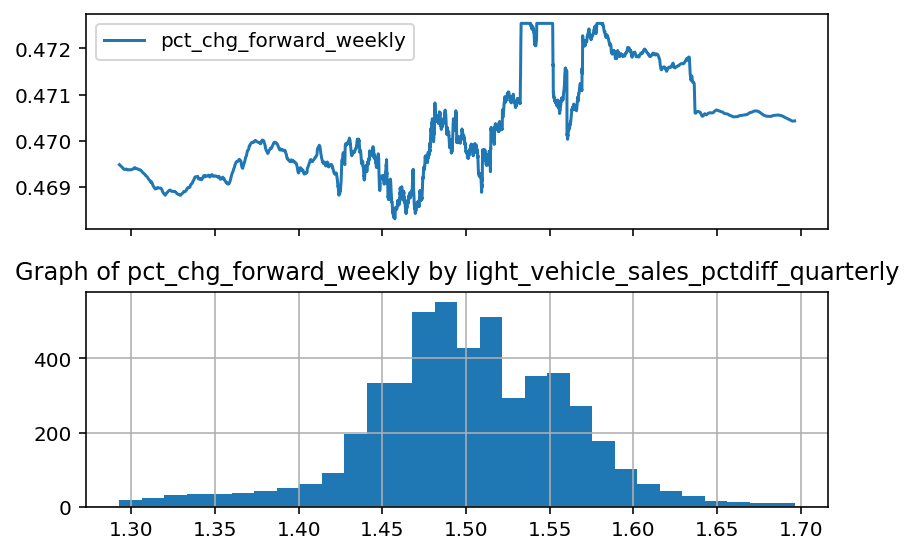 pct_chg_forward_weekly
0.472
0.471
0.470
0.469
Graph of pct_chg_forward_weekly by light_vehicle_sales_pctdiff_quarterly
400
200
0
1.30 1.35 1.40 1.45 1.50 1.55 1.60 1.65 1.70